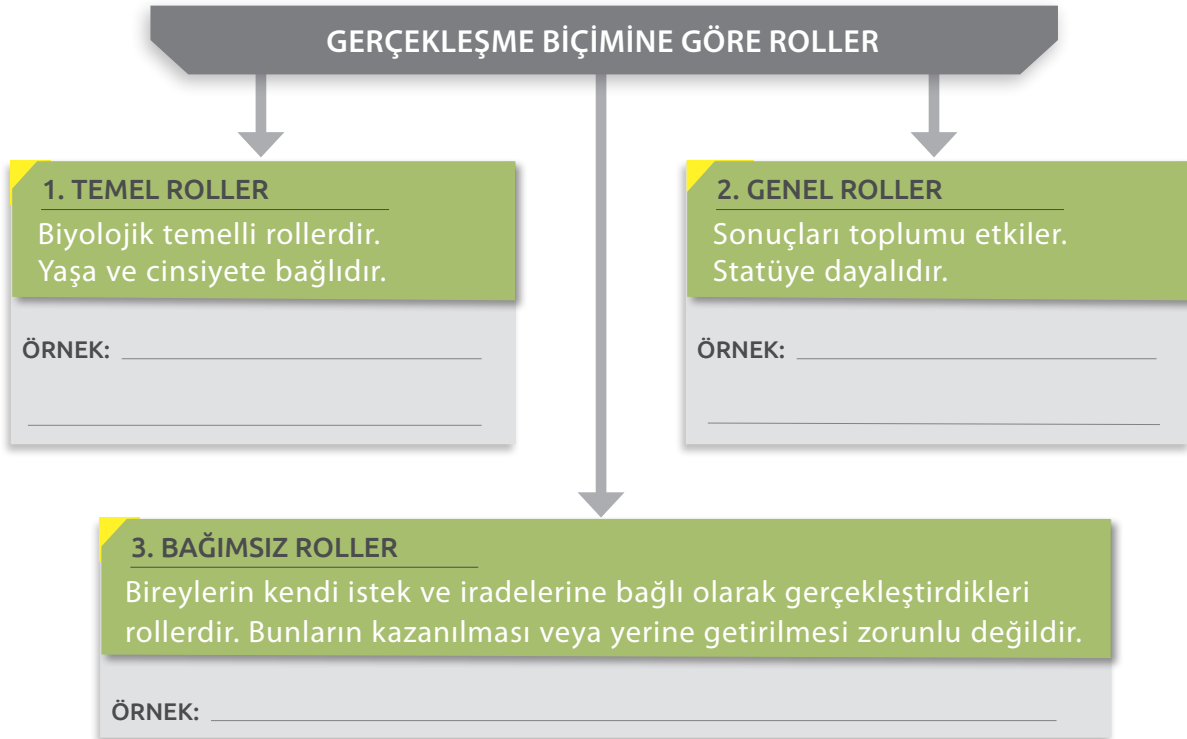 GERÇEKLEŞME BİÇİMİNE GÖRE ROLLER
1. TEMEL ROLLER
Biyolojik temelli rollerdir.
Yaşa ve cinsiyete bağlıdır.
ÖRNEK:
2. GENEL ROLLER
Sonuçları toplumu etkiler.
Statüye dayalıdır.
ÖRNEK:
3. BAĞIMSIZ ROLLER
Bireylerin kendi istek ve iradelerine bağlı olarak gerçekleştirdikleri
rollerdir. Bunların kazanılması veya yerine getirilmesi zorunlu değildir.
ÖRNEK: